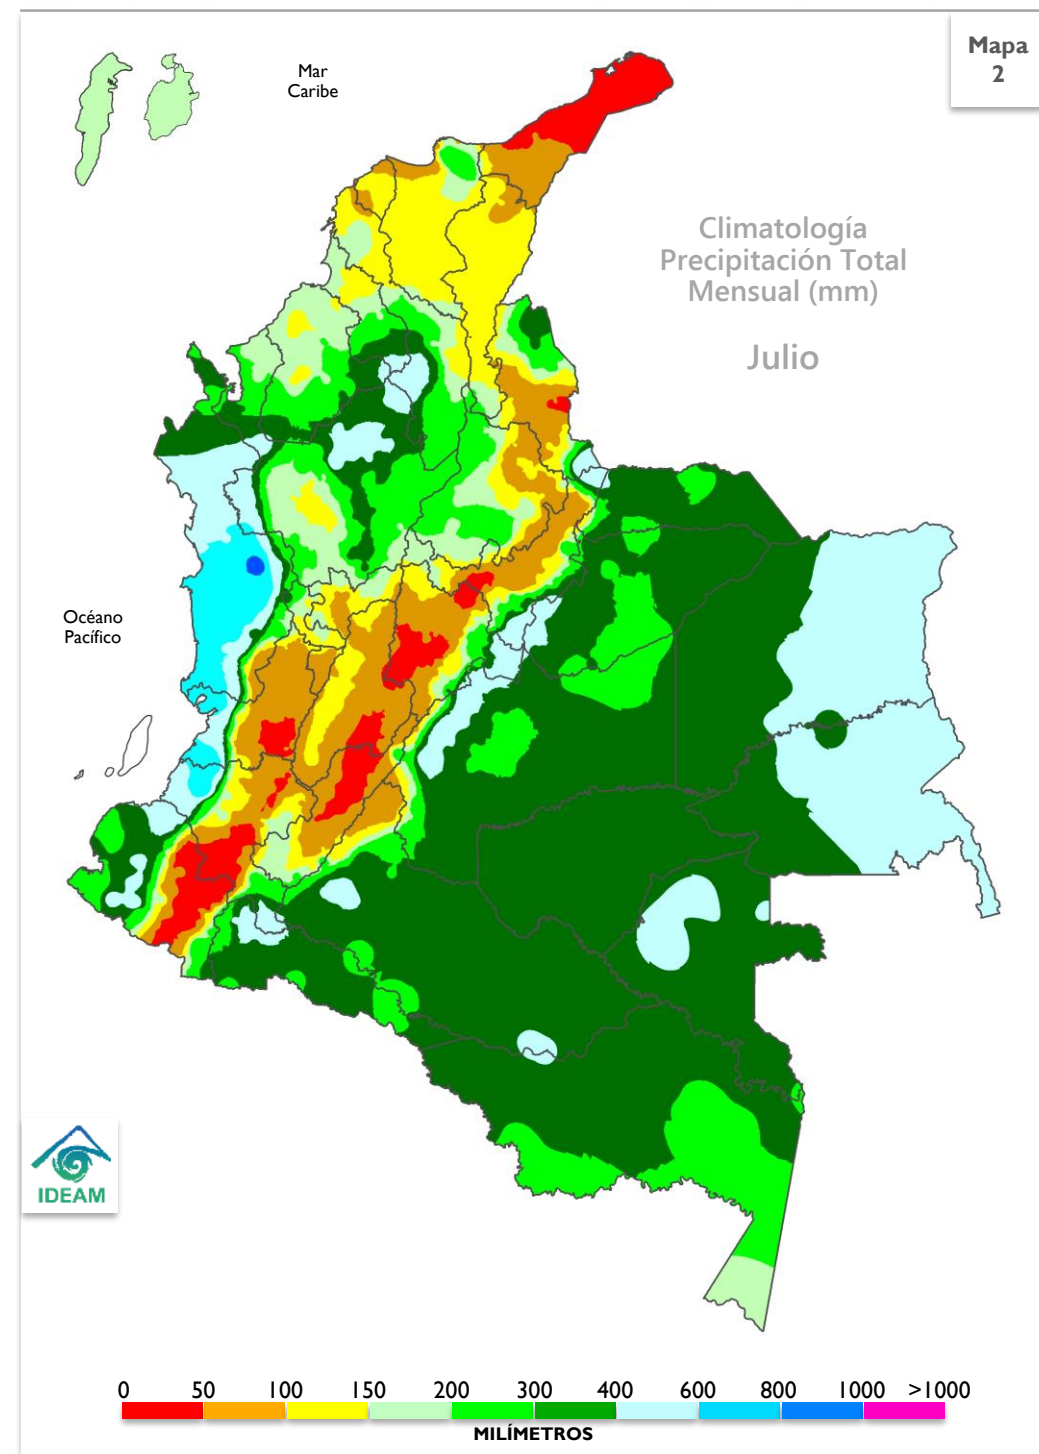 Mapa
2
Mar
Caribe
Climatología
Precipitación Total
Mensual (mm)
Julio
Océano
Pacífico
IDEAM
0 50 100 150 200 300 400 600 800 1000 >1000
MILÍMETROS